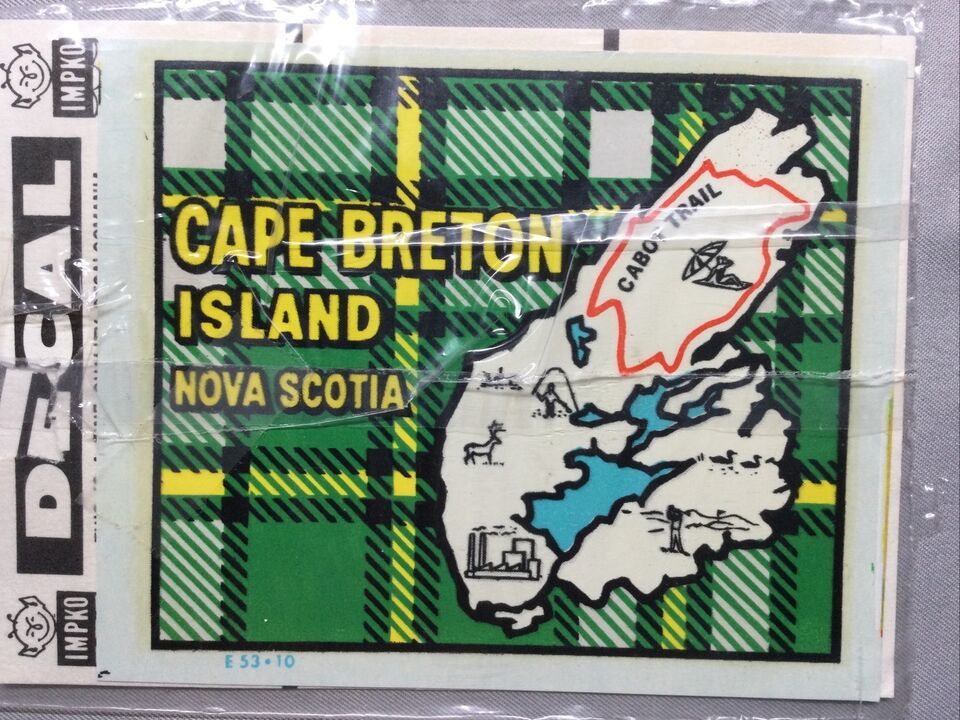 IMPKO
DECAL
IMPKO
CAPE BRETON
ISLAND
NOVA SCOTIA
CABOT TRAIL
E 53 • 10